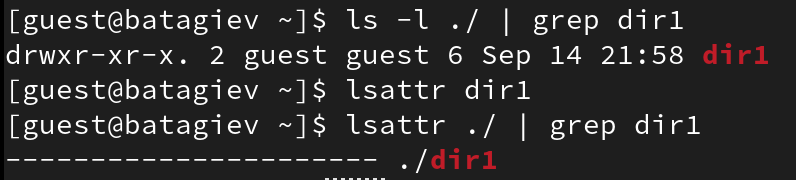 [guest@batagiev ~]$ ls -l ./ | grep dir1
drwxr-xr-x. 2 guest guest 6 Sep 14 21:58 dir1
[guest@batagiev ~]$ lsattr dir1
[guest@batagiev ~]$ lsattr ./ | grep dir1
---------------------- ./dir1